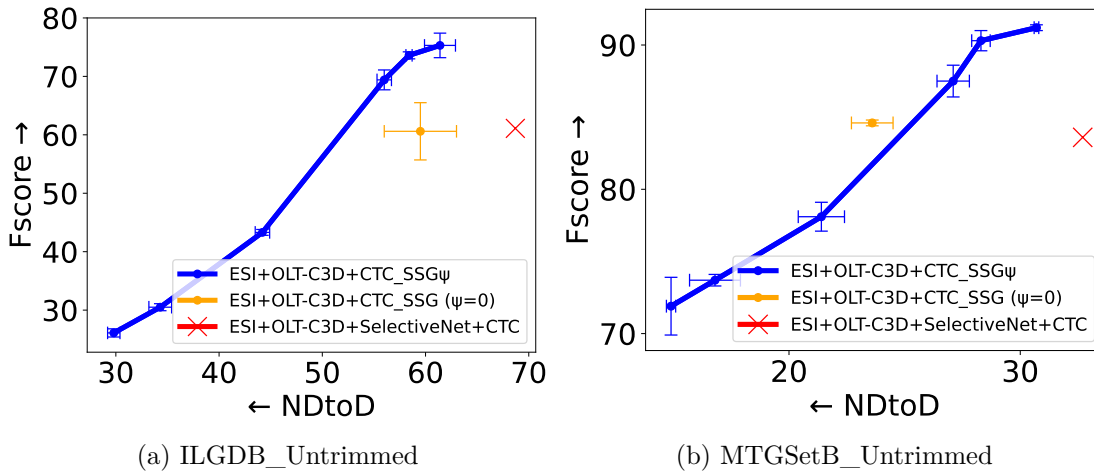 80
70
60
50
40
30
Fscore →
30
40
50
60
70
← NDtoD
ESI+OLT-C3D+CTC_SSGψ
ESI+OLT-C3D+CTC_SSG (ψ=0)
ESI+OLT-C3D+SelectiveNet+CTC
(a) ILGDB_Untrimmed
90
80
70
Fscore →
20
30
← NDtoD
ESI+OLT-C3D+CTC_SSGψ
ESI+OLT-C3D+CTC_SSG (ψ=0)
ESI+OLT-C3D+SelectiveNet+CTC
(b) MTGSetB_Untrimmed